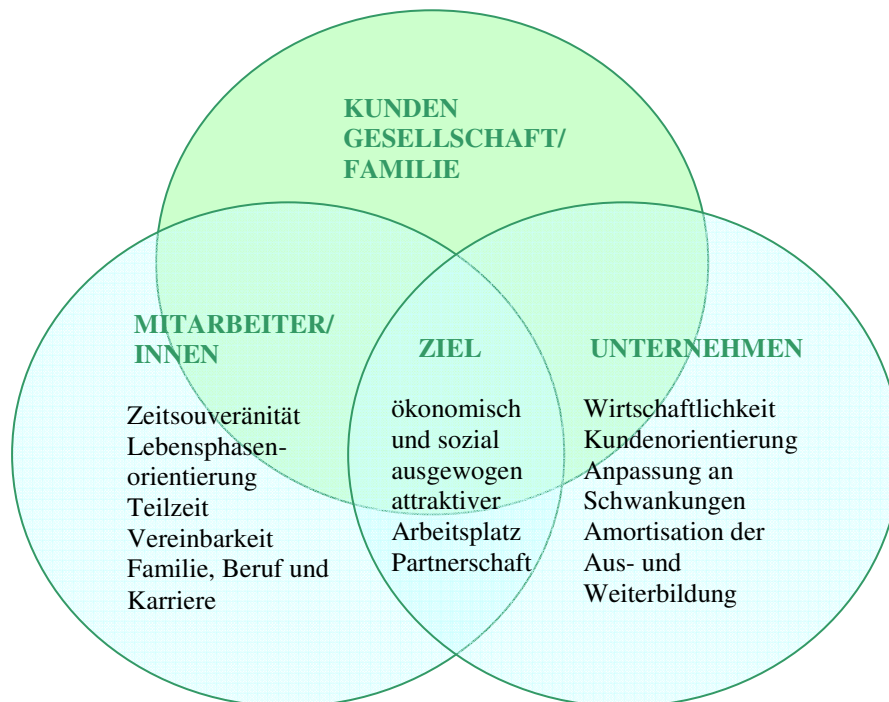 KUNDEN
GESELLSCHAFT/
FAMILIE
MITARBEITER/
INNEN
Zeitsouveränität
Lebensphasen-
orientierung
Teilzeit
Vereinbarkeit
Familie, Beruf und
Karriere
ZIEL
ökonomisch
und sozial
ausgewogen
attraktiver
Arbeitsplatz
Partnerschaft
UNTERNEHMEN
Wirtschaftlichkeit
Kundenorientierung
Anpassung an
Schwankungen
Amortisation der
Aus- und
Weiterbildung